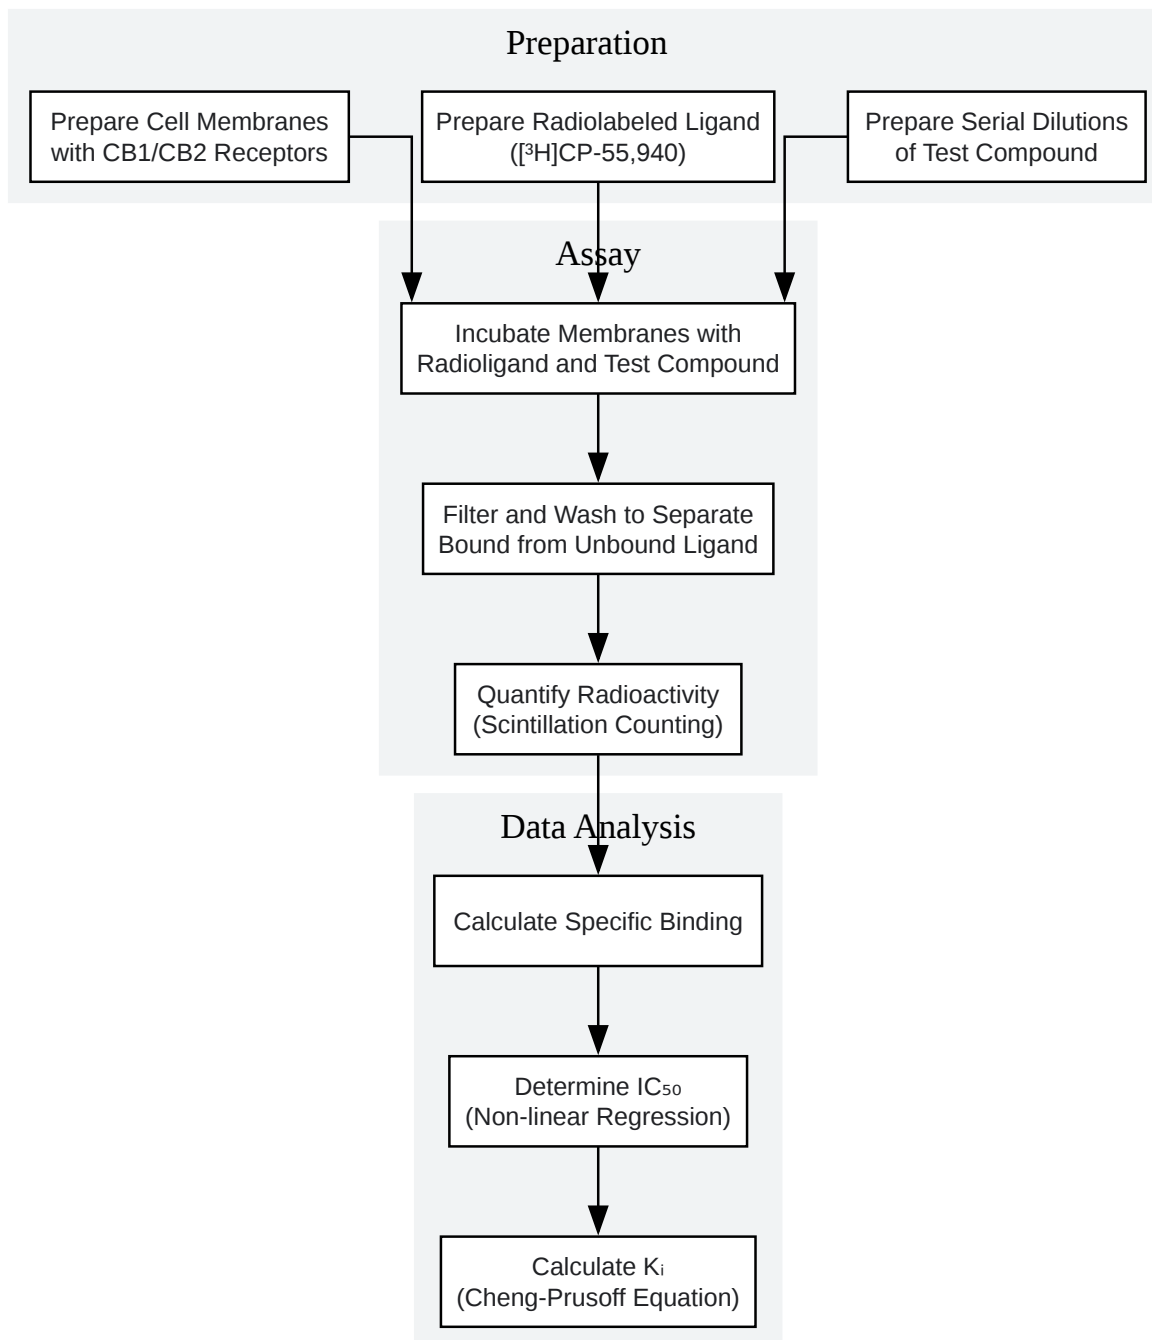 Preparation
Prepare Cell Membranes
with CB1/CB2 Receptors
Prepare Radiolabeled Ligand
([³H]CP-55,940)
Prepare Serial Dilutions
of Test Compound
Assay
Incubate Membranes with
Radioligand and Test Compound
Filter and Wash to Separate
Bound from Unbound Ligand
Quantify Radioactivity
(Scintillation Counting)
Data Analysis
Calculate Specific Binding
Determine IC₅₀
(Non-linear Regression)
Calculate Kᵢ
(Cheng-Prusoff Equation)